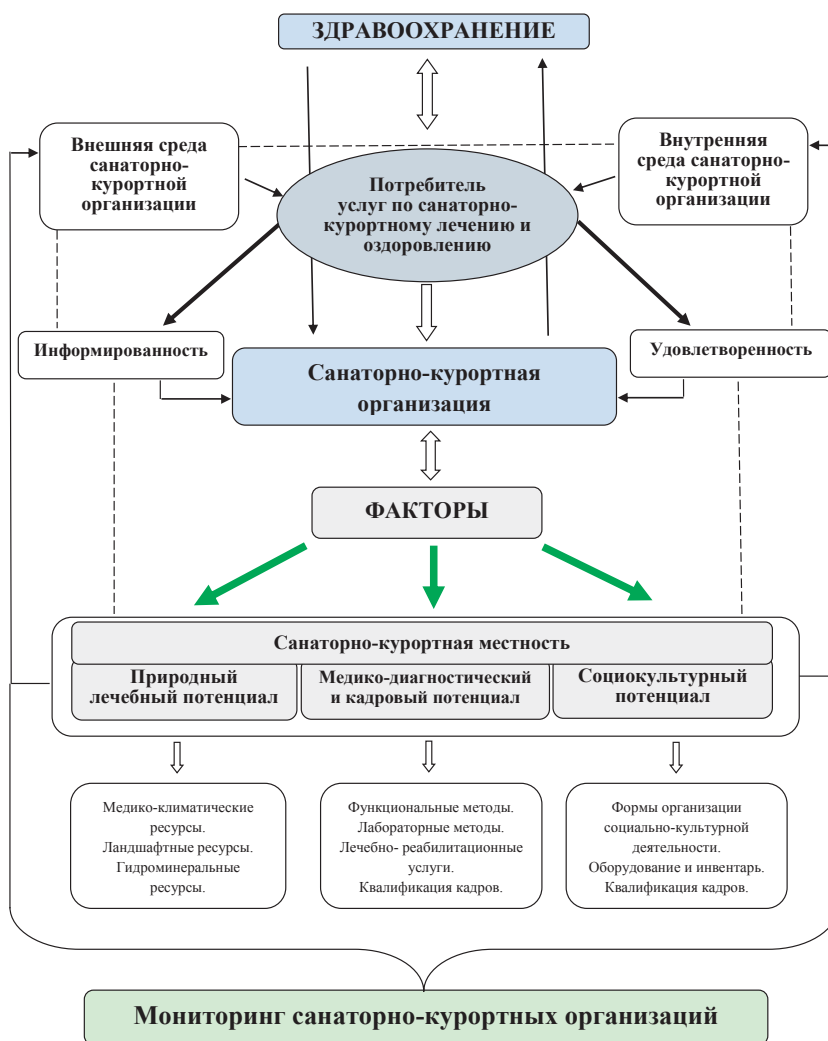 ЗДРАВООХРАНЕНИЕ
Внешняя среда
санаторно-
курортной
организации
Внутренняя
среда санаторно-
курортной
организации
Потребитель
услуг по санаторно-
курортному лечению и
оздоровлению
Информированность
Удовлетворенность
Санаторно-курортная
организация
ФАКТОРЫ
Санаторно-курортная местность
Природный
лечебный потенциал
Медико-диагностический
и кадровый потенциал
Социокультурный
потенциал
Медико-климатические
ресурсы.
Ландшафтные ресурсы.
Гидроминеральные
ресурсы.
Функциональные методы.
Лабораторные методы.
Лечебно- реабилитационные
услуги.
Квалификация кадров.
Формы организации
социально-культурной
деятельности.
Оборудование и инвентарь.
Квалификация кадров.
Мониторинг санаторно-курортных организаций